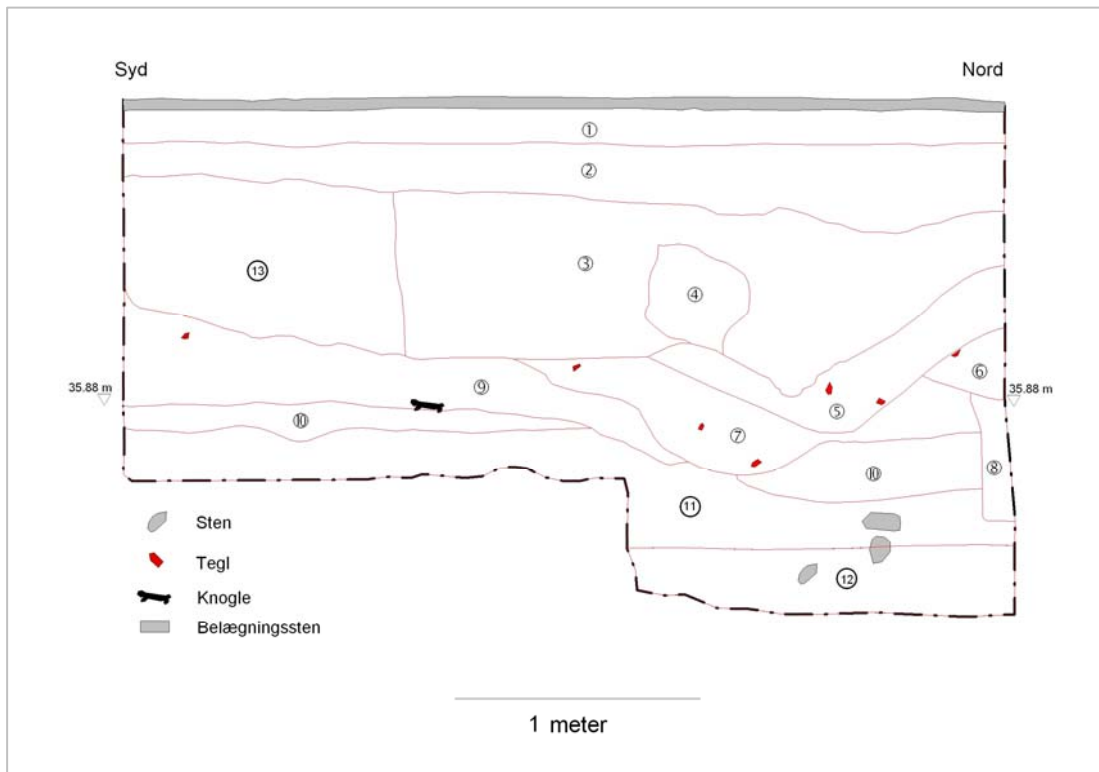 Syd Nord
①
②
③
⑬
④
⑥
35.88 m 35.88 m
⑨
⑤
⑩
⑦
⑧
⑩
⑪
⑫
Sten
Tegl
Knogle
Belægningssten
1 meter